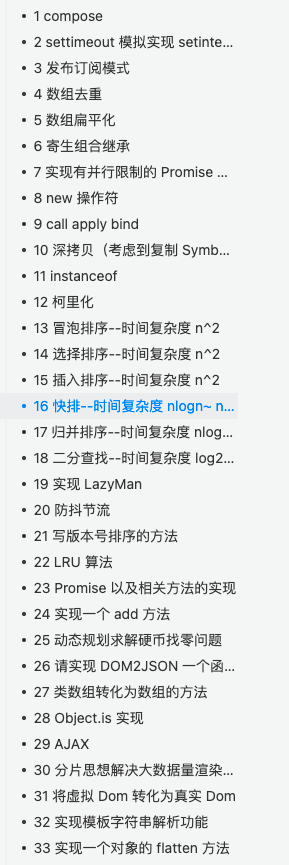 • 1 compose
• 2 settimeout 模拟实现 setinte...
• 3 发布订阅模式
• 4 数组去重
• 5 数组扁平化
• 6 寄生组合继承
• 7 实现有并行限制的 Promise ...
• 8 new 操作符
• 9 call apply bind
• 10 深拷贝（考虑到复制 Symb...
• 11 instanceof
• 12 柯里化
• 13 冒泡排序--时间复杂度 n^2
• 14 选择排序--时间复杂度 n^2
• 15 插入排序--时间复杂度 n^2
• 16 快排--时间复杂度 nlogn~ n...
• 17 归并排序--时间复杂度 nlog...
• 18 二分查找--时间复杂度 log2...
• 19 实现 LazyMan
• 20 防抖节流
• 21 写版本号排序的方法
• 22 LRU 算法
• 23 Promise 以及相关方法的实现
• 24 实现一个 add 方法
• 25 动态规划求解硬币找零问题
• 26 请实现 DOM2JSON 一个函...
• 27 类数组转化为数组的方法
• 28 Object.is 实现
• 29 AJAX
• 30 分片思想解决大数据量渲染...
• 31 将虚拟 Dom 转化为真实 Dom
• 32 实现模板字符串解析功能
• 33 实现一个对象的 flatten 方法